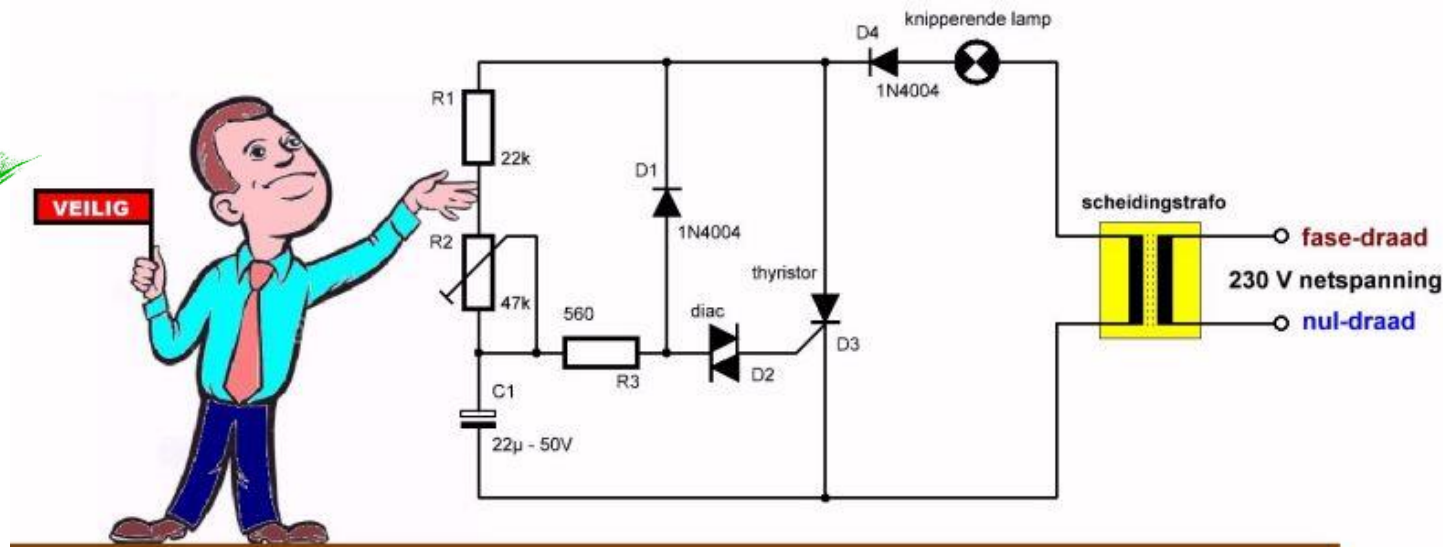 knipperende lamp
D4
1N4004
R1
22k
VEILIG
D1
1N4004
scheidingstrafo
fase-draad
230 V netspanning
nul-draad
R2
47k
thyristor
560
diac
D3
R3
D2
C1
22µ - 50V